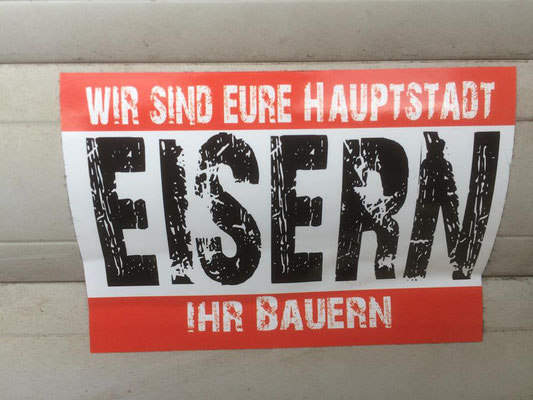 WIR SIND EURE HAUPTSTADT
EISERN
IHR BAUERN